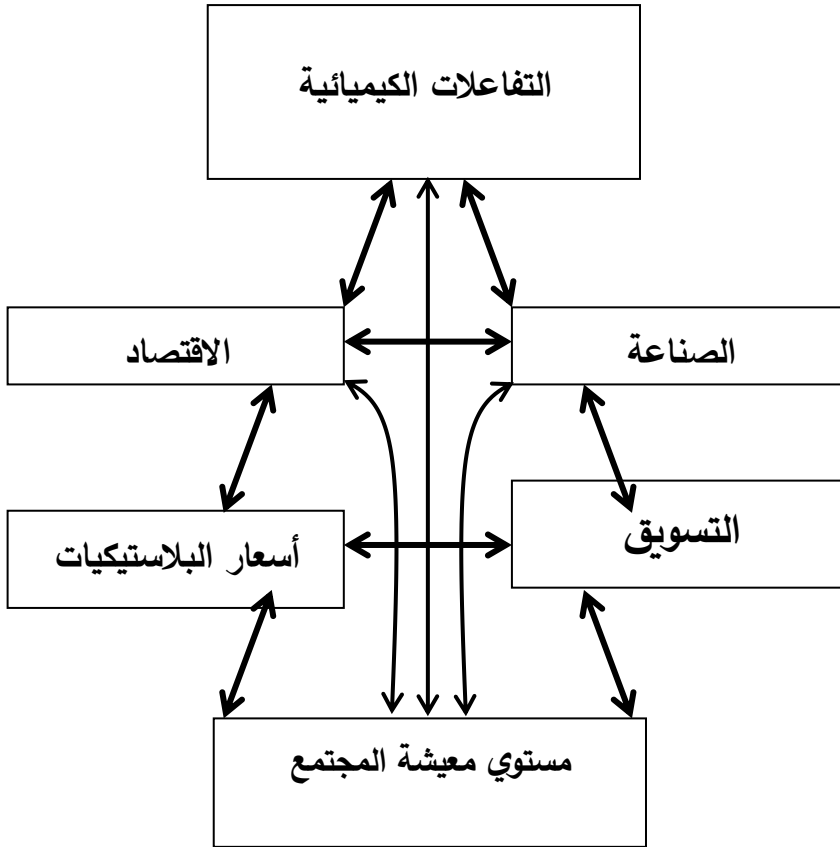 التفاعلات الكيميائية
الصناعة
الاقتصاد
التسويق
أسعار البلاستيكيات
مستوي معيشة المجتمع